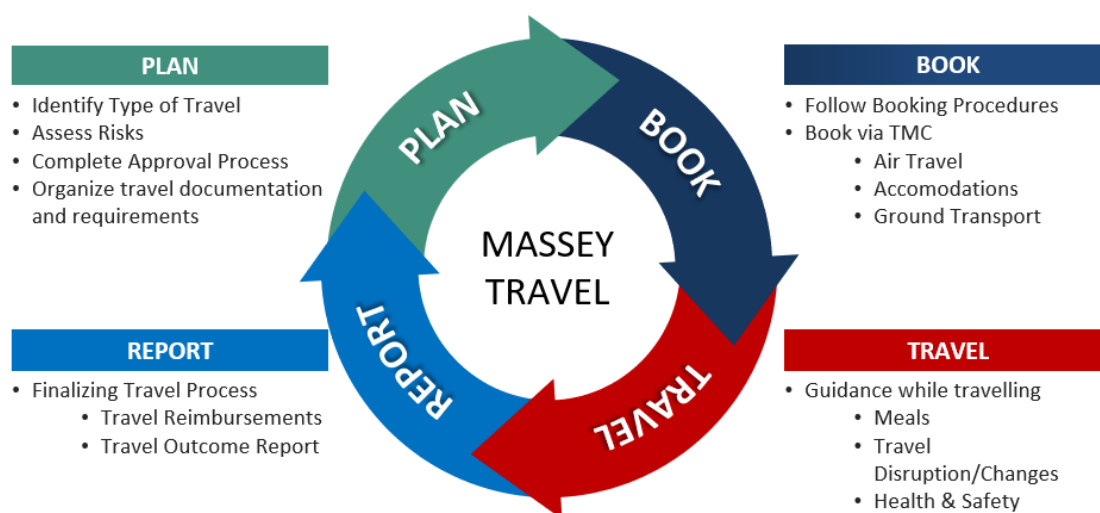 PLAN
• Identify Type of Travel
• Assess Risks
• Complete Approval Process
• Organize travel documentation
and requirements
BOOK
• Follow Booking Procedures
• Book via TMC
• Air Travel
• Accomodations
• Ground Transport
PLAN
BOOK
MASSEY
TRAVEL
REPORT
TRAVEL
REPORT
• Finalizing Travel Process
• Travel Reimbursements
• Travel Outcome Report
TRAVEL
• Guidance while travelling
• Meals
• Travel
Disruption/Changes
• Health & Safety